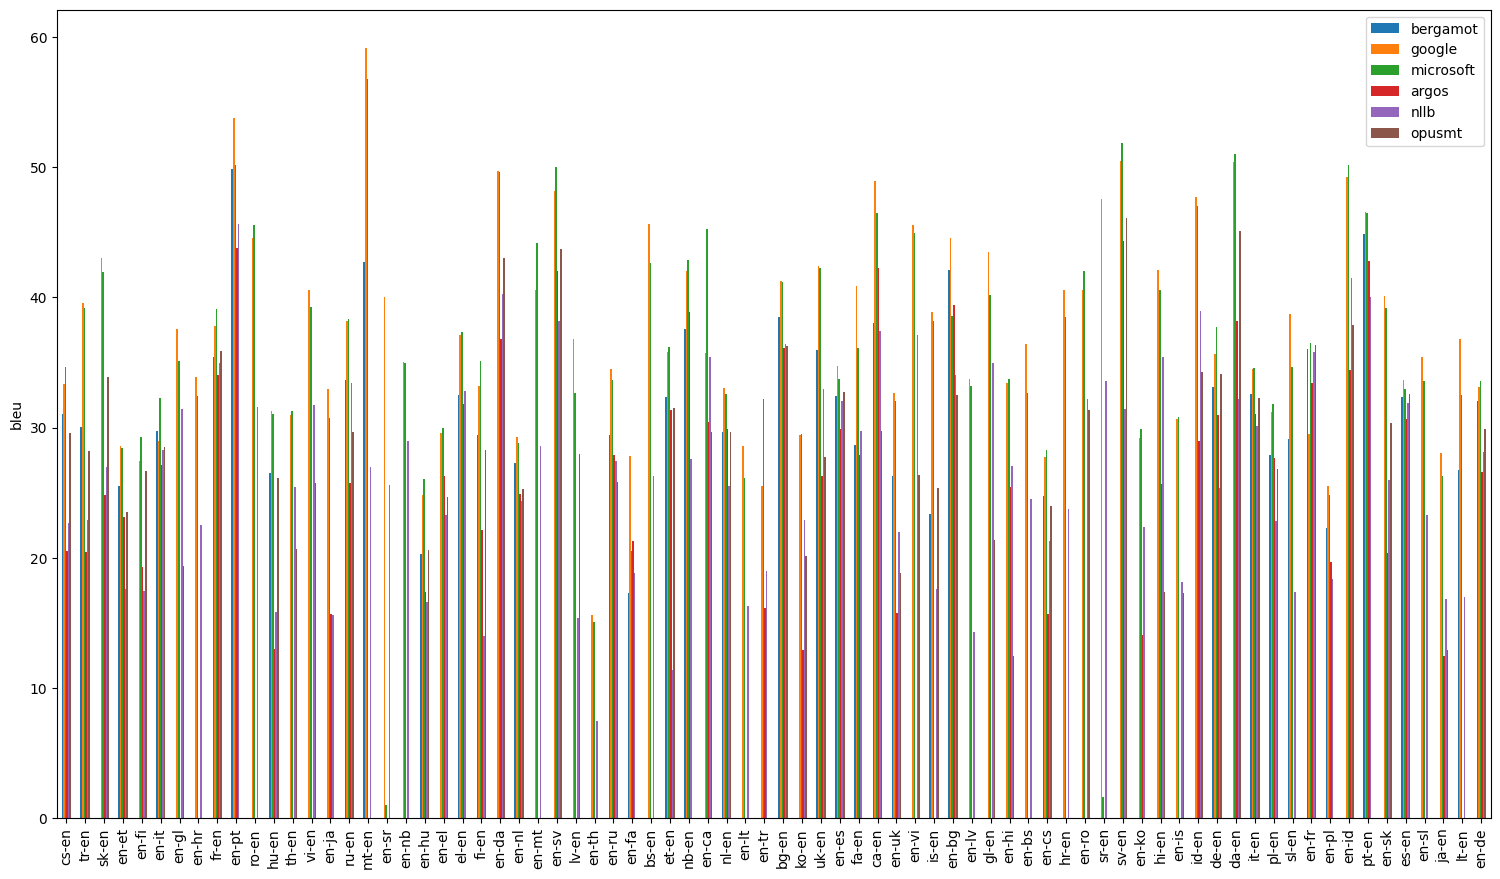 bergamot
google
microsoft
argos
nllb
opusmt
bleu
60
50
40
30
20
10
0
cs-en
tr-en
sk-en
en-et
en-fi
en-it
en-gl
en-hr
fr-en
en-pt
ro-en
hu-en
th-en
vi-en
en-ja
ru-en
mt-en
en-sr
en-nb
en-hu
en-el
el-en
fi-en
en-da
en-nl
en-mt
en-sv
lv-en
en-th
en-ru
en-fa
bs-en
et-en
nb-en
en-ca
nl-en
en-lt
en-tr
bg-en
ko-en
uk-en
en-es
fa-en
ca-en
en-uk
en-vi
is-en
en-bg
en-lv
gl-en
en-hi
en-bs
en-cs
hr-en
en-ro
sr-en
sv-en
en-ko
hi-en
en-is
id-en
de-en
da-en
it-en
pl-en
sl-en
en-fr
en-pl
en-id
pt-en
en-sk
es-en
en-sl
ja-en
lt-en
en-de